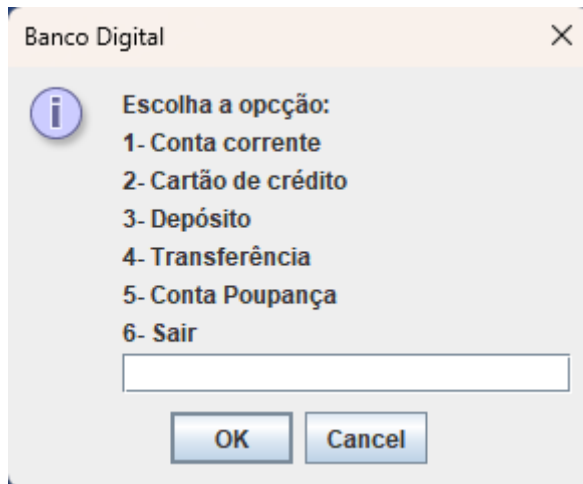 Banco Digital
Escolha a opcção:
1- Conta corrente
2- Cartão de crédito
3- Depósito
4- Transferência
5- Conta Poupança
6- Sair
OK Cancel